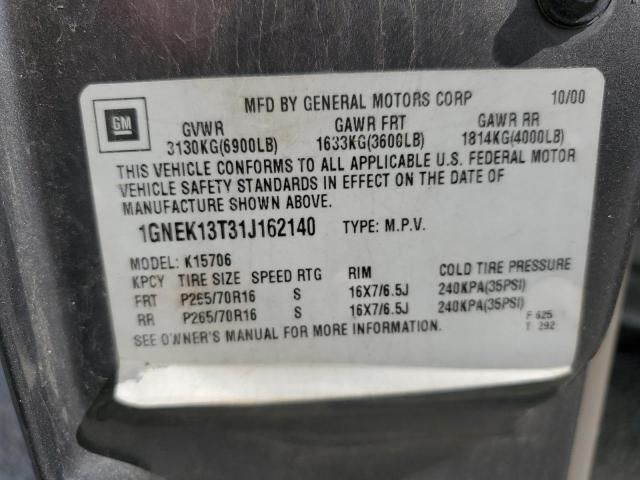 MFD BY GENERAL MOTORS CORP 10/00
GM
GVWR GAWR FRT GAWR RR
3130KG(6900LB) 1633KG(3600LB) 1814KG(4000LB)
THIS VEHICLE CONFORMS TO ALL APPLICABLE U.S. FEDERAL MOTOR
VEHICLE SAFETY STANDARDS IN EFFECT ON THE DATE OF
MANUFACTURE SHOWN ABOVE.
1GNEK13T31J162140 TYPE: M.P.V.
MODEL: K15706
KPCY TIRE SIZE SPEED RTG RIM COLD TIRE PRESSURE
FRT P265/70R16 S 16X7/6.5J 240KPA(35PSI)
RR P265/70R16 S 16X7/6.5J 240KPA(35PSI)
SEE OWNER'S MANUAL FOR MORE INFORMATION.
F 625
T 292